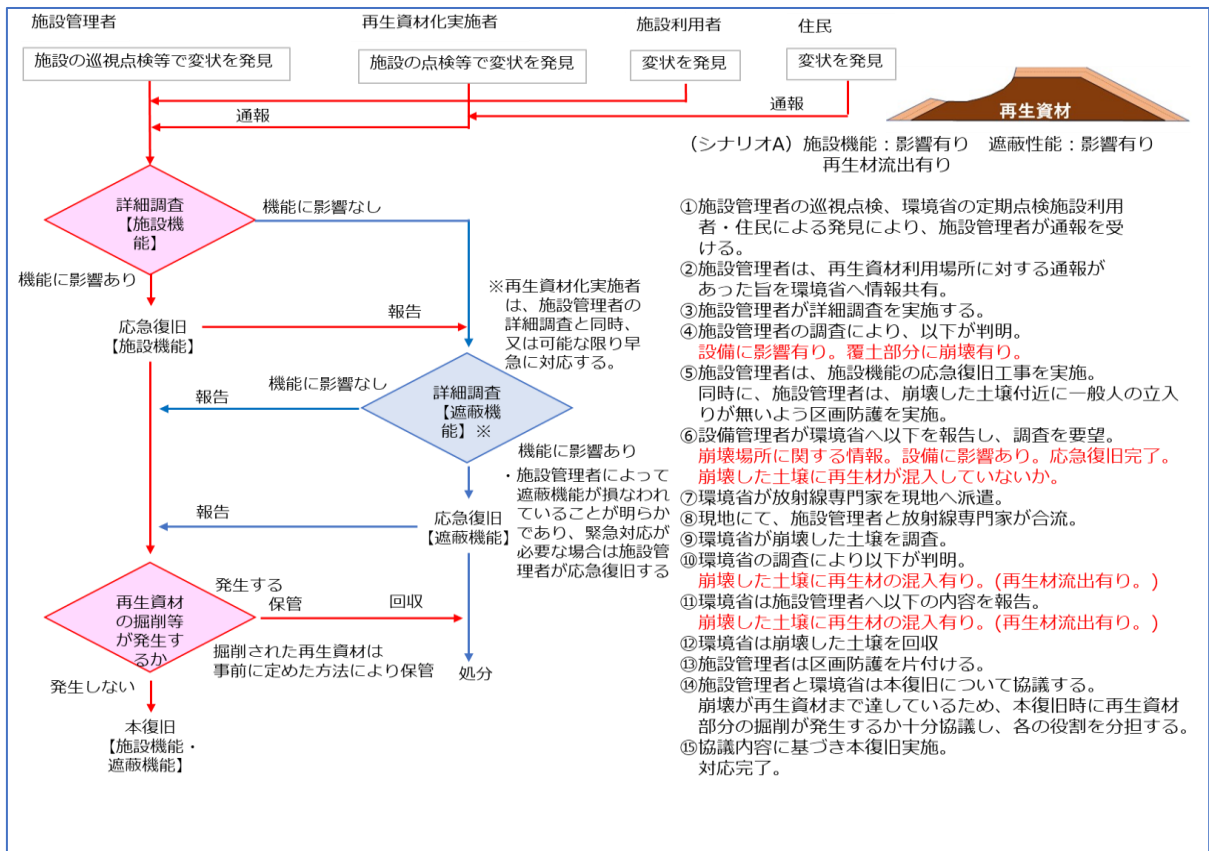 施設管理者
再生資材化実施者
施設利用者
住民
施設の巡視点検等で変状を発見
施設の点検等で変状を発見
変状を発見
変状を発見
通報
通報
再生資材
(シナリオA)施設機能:影響有り 遮蔽性能:影響有り
再生材流出有り
詳細調査
【施設機
能】
機能に影響なし
機能に影響あり
応急復旧
【施設機能】
報告
※再生資材化実施者
は、施設管理者の
詳細調査と同時、
又は可能な限り早
急に対応する。
機能に影響なし
報告
詳細調査
【遮蔽機
能】※
機能に影響あり
・施設管理者によって
遮蔽機能が損なわれ
ていることが明らか
であり、緊急対応が
必要な場合は施設管
理者が応急復旧する
報告
応急復旧
【遮蔽機能】
再生資材
の掘削等
が発生す
るか
発生する
保管
回収
掘削された再生資材は
事前に定めた方法により保管
処分
発生しない
本復旧
【施設機能・
遮蔽機能】
①施設管理者の巡視点検、環境省の定期点検施設利用
者・住民による発見により、施設管理者が通報を受
ける。
②施設管理者は、再生資材利用場所に対する通報が
あった旨を環境省へ情報共有。
③施設管理者が詳細調査を実施する。
④施設管理者の調査により、以下が判明。
設備に影響有り。覆土部分に崩壊有り。
⑤施設管理者は、施設機能の応急復旧工事を実施。
同時に、施設管理者は、崩壊した土壌付近に一般人の立入
りが無いよう区画防護を実施。
⑥設備管理者が環境省へ以下を報告し、調査を要望。
崩壊場所に関する情報。設備に影響あり。応急復旧完了。
崩壊した土壌に再生材が混入していないか。
⑦環境省が放射線専門家を現地へ派遣。
⑧現地にて、施設管理者と放射線専門家が合流。
⑨環境省が崩壊した土壌を調査。
⑩環境省の調査により以下が判明。
崩壊した土壌に再生材の混入有り。(再生材流出有り。)
⑪環境省は施設管理者へ以下の内容を報告。
崩壊した土壌に再生材の混入有り。(再生材流出有り。)
⑫環境省は崩壊した土壌を回収
⑬施設管理者は区画防護を片付ける。
⑭施設管理者と環境省は本復旧について協議する。
崩壊が再生資材まで達しているため、本復旧時に再生資材
部分の掘削が発生するか十分協議し、各の役割を分担する。
⑮協議内容に基づき本復旧実施。
対応完了。